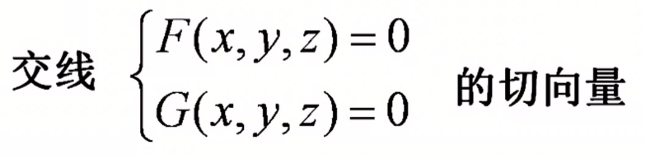 交线 { F(x, y, z) = 0
G(x, y, z) = 0 的切向量